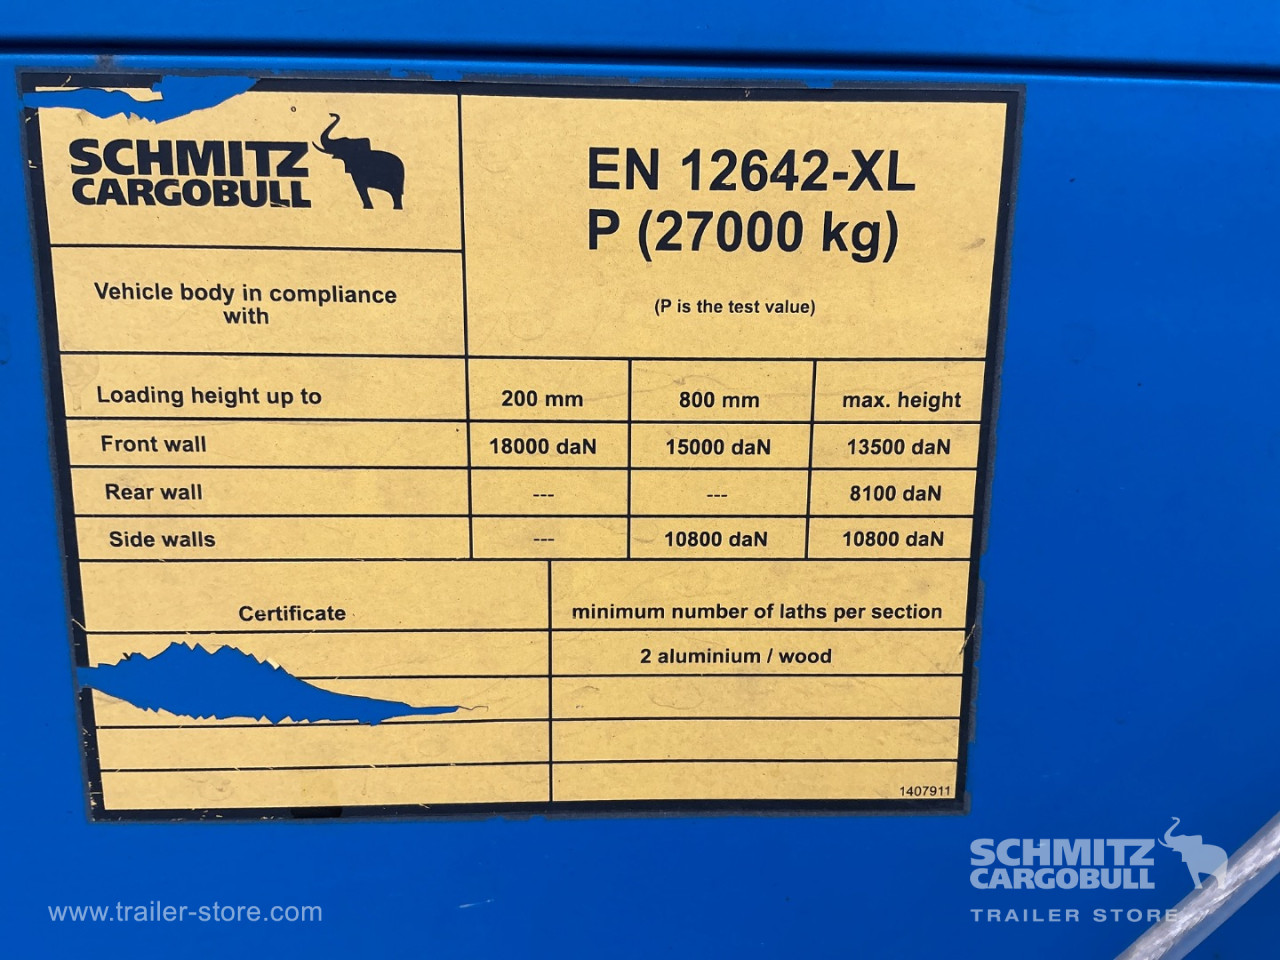 SCHMITZ
CARGOBULL
EN 12642-XL
P (27000 kg)
(P is the test value)
Vehicle body in compliance
with
Loading height up to 200 mm 800 mm max. height
Front wall 18000 daN 15000 daN 13500 daN
Rear wall --- --- 8100 daN
Side walls --- 10800 daN 10800 daN
Certificate minimum number of laths per section
2 aluminium / wood
1407911
SCHMITZ
CARGOBULL
TRAILER STORE
www.trailer-store.com